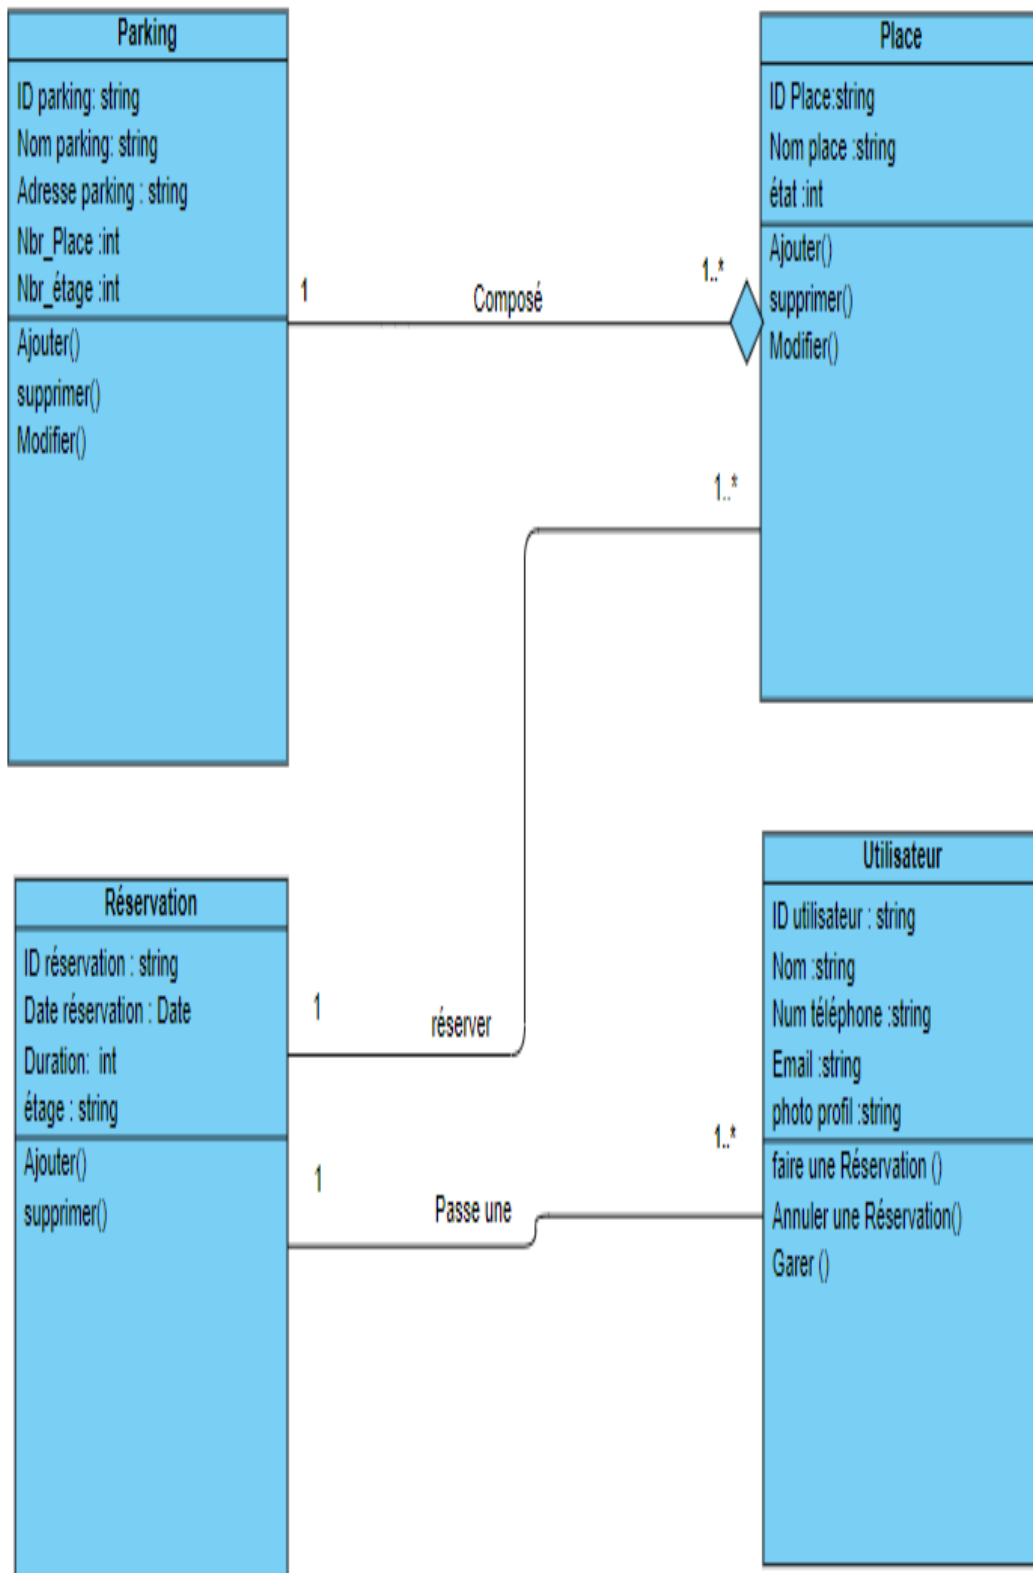 Parking
ID parking: string
Nom parking: string
Adresse parking : string
Nbr_Place :int
Nbr_étage :int
Ajouter()
supprimer()
Modifier()
1
Composé
1..*
Place
ID Place:string
Nom place :string
état :int
Ajouter()
supprimer()
Modifier()
1..*
réserver
1
Réservation
ID réservation : string
Date réservation : Date
Duration: int
étage : string
Ajouter()
supprimer()
1
Passe une
1..*
Utilisateur
ID utilisateur : string
Nom :string
Num téléphone :string
Email :string
photo profil :string
faire une Réservation ()
Annuler une Réservation()
Garer ()